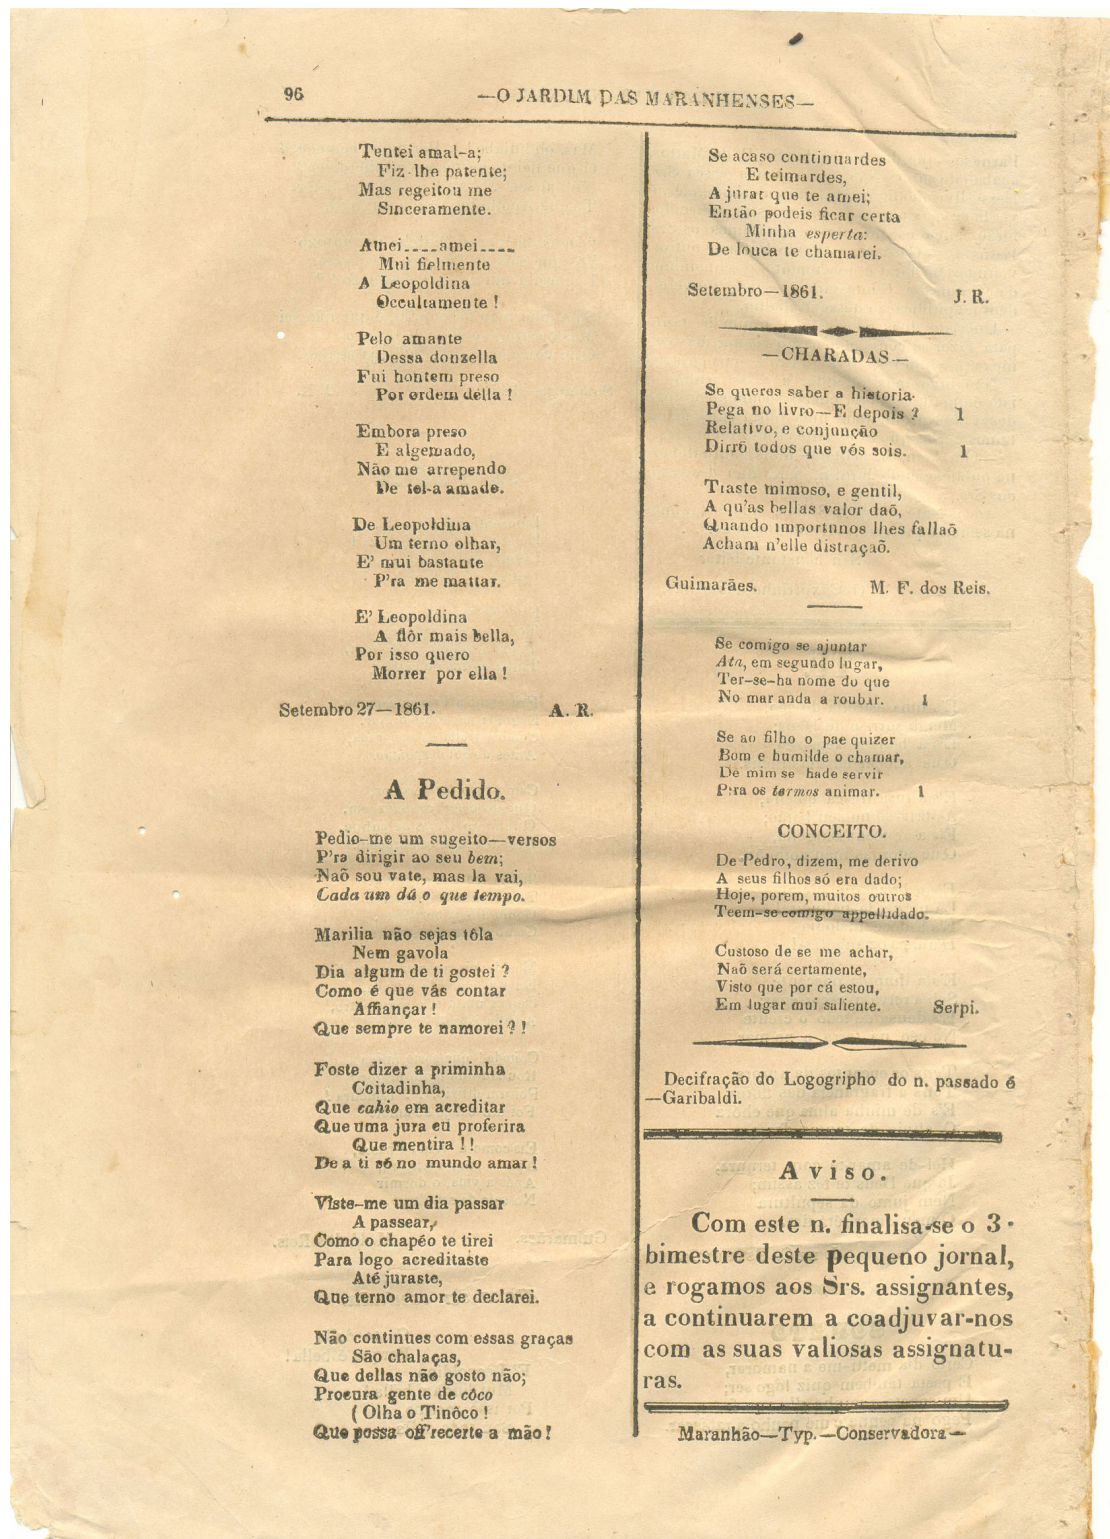 96
—O JARDIM DAS MARANHENSES—
Tentei amal-a;
Fiz-lhe patente;
Mas regeitou me
Sinceramente.
Amei____amei____
Mui fielmente
A Leopoldina
Occultamente !
Pelo amante
Dessa donzella
Fui hontem preso
Por ordem della !
Embora preso
E algemado,
Não me arrependo
De tel-a amado.
De Leopoldina
Um terno olhar,
E' mui bastante
P'ra me mattar.
E' Leopoldina
A flôr mais bella,
Por isso quero
Morrer por ella !
Setembro 27—1861. A. R.
A Pedido.
Pedio-me um sugeito—versos
P'ra dirigir ao seu bem;
Naõ sou vate, mas la vai,
Cada um dá o que tempo.
Marilia não sejas tôla
Nem gavola
Dia algum de ti gostei ?
Como é que vás contar
Affiançar !
Que sempre te namorei ? !
Foste dizer a priminha
Coitadinha,
Que cahio em acreditar
Que uma jura eu proferira
Que mentira ! !
De a ti só no mundo amar !
Viste-me um dia passar
A passear,
Como o chapéo te tirei
Para logo acreditaste
Até juraste,
Que terno amor te declarei.
Não continues com essas graças
São chalaças,
Que dellas não gosto não;
Procura gente de côco
( Olha o Tinôco !
Que possa off'recerte a mão !
Se acaso continuardes
E teimardes,
A jurar que te amei;
Então podeis ficar certa
Minha esperta:
De louca te chamarei.
Setembro—1861. J. R.
—CHARADAS—
Se queros saber a historia
Pega no livro—E depois ? 1
Relativo, e conjunção
Dirrõ todos que vós sois. 1
Traste mimoso, e gentil,
A qu'as bellas valor daõ,
Quando importunos lhes fallaõ
Acham n'elle distraçaõ.
Guimarães. M. F. dos Reis.
Se comigo se ajuntar
Ata, em segundo lugar,
Ter-se-ha nome do que
No mar anda a roubar. 1
Se ao filho o pae quizer
Bom e humilde o chamar,
De mim se hade servir
P'ra os termos animar. 1
CONCEITO.
De Pedro, dizem, me derivo
A seus filhos só era dado;
Hoje, porem, muitos outros
Teem-se comigo appellidado.
Custoso de se me achar,
Naõ será certamente,
Visto que por cá estou,
Em lugar mui saliente. Serpi.
Decifração do Logogripho do n. passado é
—Garibaldi.
Aviso.
Com este n. finalisa-se o 3·
bimestre deste pequeno jornal,
e rogamos aos Srs. assignantes,
a continuarem a coadjuvar-nos
com as suas valiosas assignatu-
ras.
Maranhão—Typ.—Conservadora—